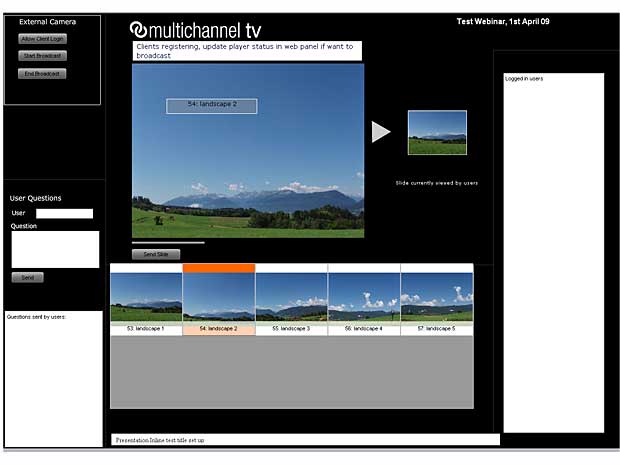 External Camera
Allow Client Login
Start Broadcast
End Broadcast
multichannel tv
Test Webinar, 1st April 09
Clients registering, update player status in web panel if want to
broadcast
54: landscape 2
Slide currently viewed by users
Logged in users
User Questions
User
Question
Send
Send Slide
53: landscape 1
54: landscape 2
55: landscape 3
56: landscape 4
57: landscape 5
Questions sent by users:
Presentation Inline test title set up